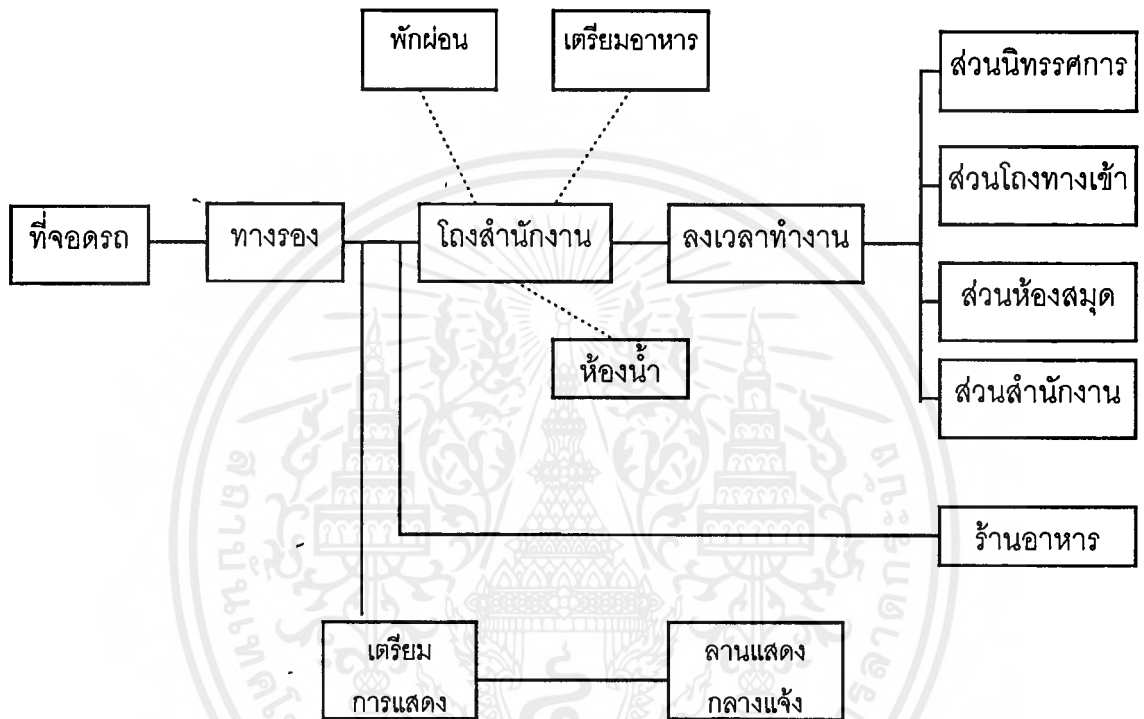 พักผ่อน
เตรียมอาหาร
ส่วนนิทรรศการ
ส่วนโถงทางเข้า
ที่จอดรถ
ทางรอง
โถงสำนักงาน
ลงเวลาทำงาน
ส่วนห้องสมุด
ห้องน้ำ
ส่วนสำนักงาน
ร้านอาหาร
เตรียม
การแสดง
ลานแสดง
กลางแจ้ง